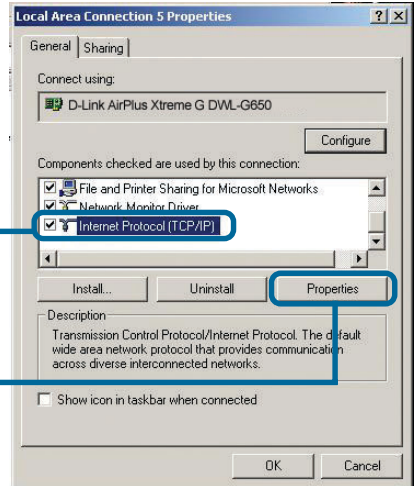 Local Area Connection 5 Properties
General
Sharing
Connect using:
D-Link AirPlus Xtreme G DWL-G650
Configure
Components checked are used by this connection:
File and Printer Sharing for Microsoft Networks
Network Monitor Driver
Internet Protocol (TCP/IP)
Install...
Uninstall
Properties
Description
Transmission Control Protocol/Internet Protocol. The default
wide area network protocol that provides communication
across diverse interconnected networks.
Show icon in taskbar when connected
OK
Cancel